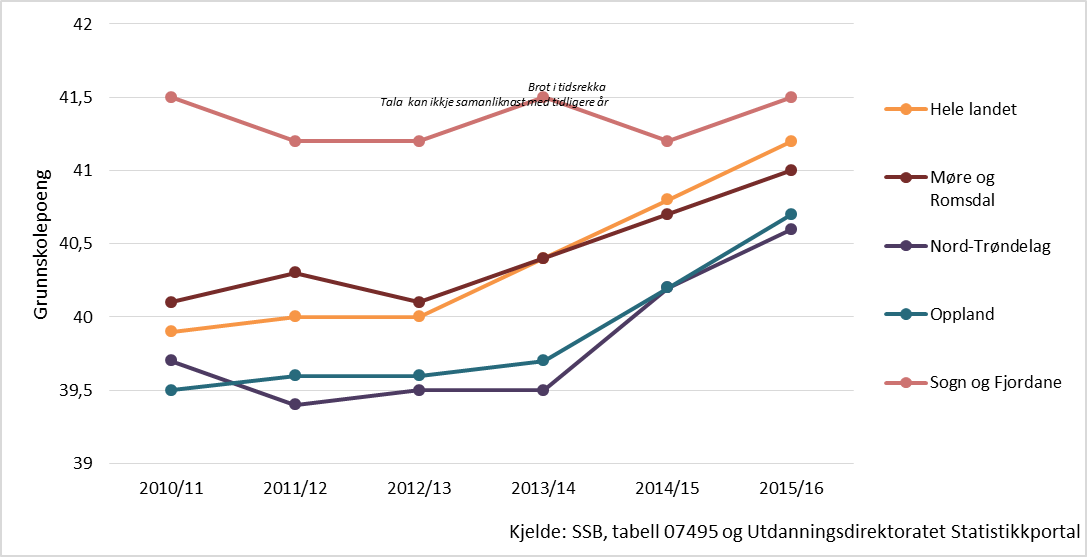 42
41,5
41
40,5
40
39,5
39
Grunnskolepoeng
Brot i tidsrekka
Tala kan ikkje samanliknast med tidligere år
2010/11
2011/12
2012/13
2013/14
2014/15
2015/16
Hele landet
Møre og
Romsdal
Nord-Trøndelag
Oppland
Sogn og Fjordane
Kjelde: SSB, tabell 07495 og Utdanningsdirektoratet Statistikkportal